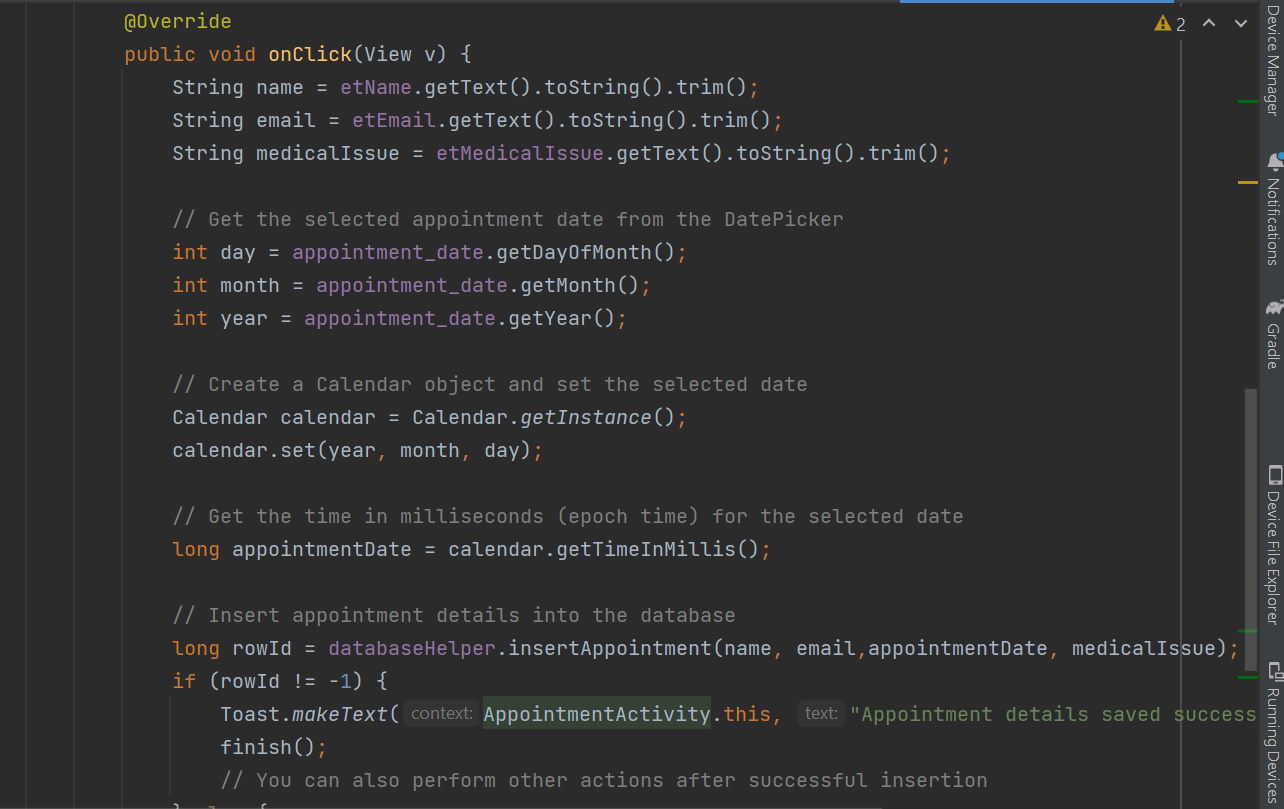 @Override
2
public void onClick(View v) {
String name = etName.getText().toString().trim();
String email = etEmail.getText().toString().trim();
String medicalIssue = etMedicalIssue.getText().toString().trim();
// Get the selected appointment date from the DatePicker
int day = appointment_date.getDayOfMonth();
int month = appointment_date.getMonth();
int year = appointment_date.getYear();
// Create a Calendar object and set the selected date
Calendar calendar = Calendar.getInstance();
calendar.set(year, month, day);
// Get the time in milliseconds (epoch time) for the selected date
long appointmentDate = calendar.getTimeInMillis();
// Insert appointment details into the database
long rowId = databaseHelper.insertAppointment(name, email,appointmentDate, medicalIssue);
if (rowId != -1) {
Toast.makeText( context: AppointmentActivity.this, text: "Appointment details saved success
finish();
// You can also perform other actions after successful insertion
Device Manager
Notifications
Gradle
Device File Explorer
Running Devices